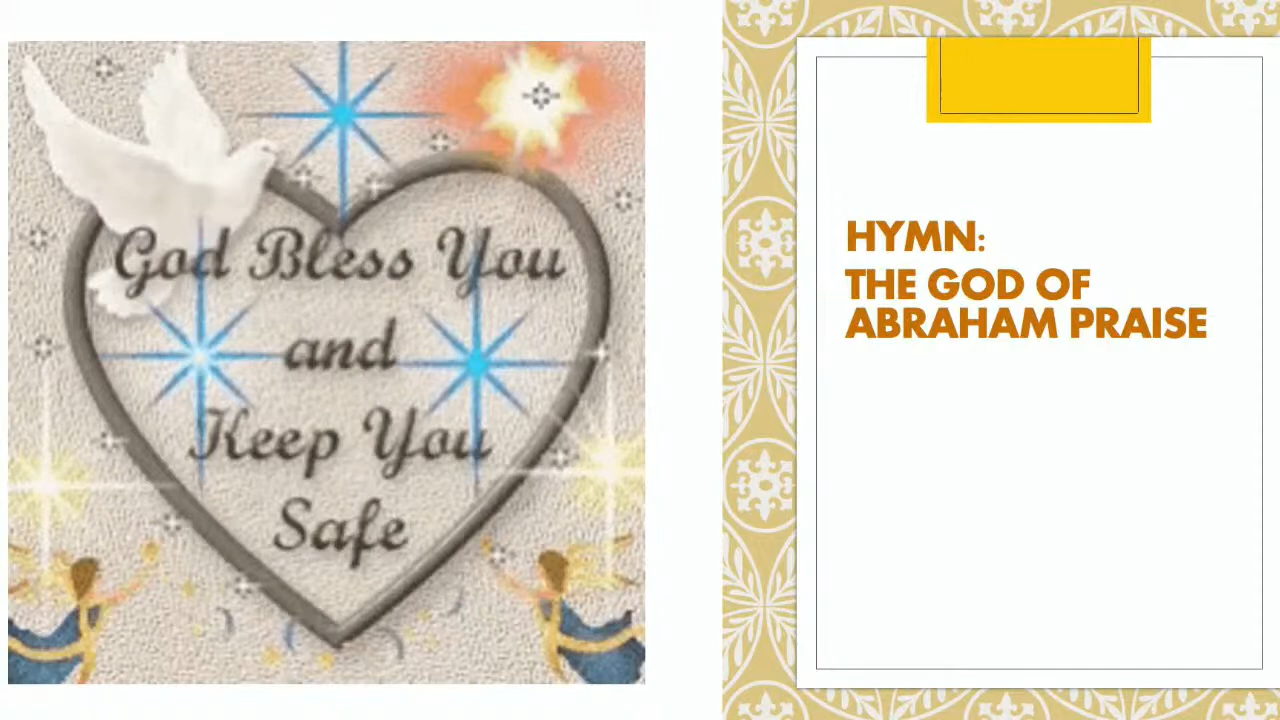 God Bless You
and
Keep You
Safe
HYMN:
THE GOD OF
ABRAHAM PRAISE